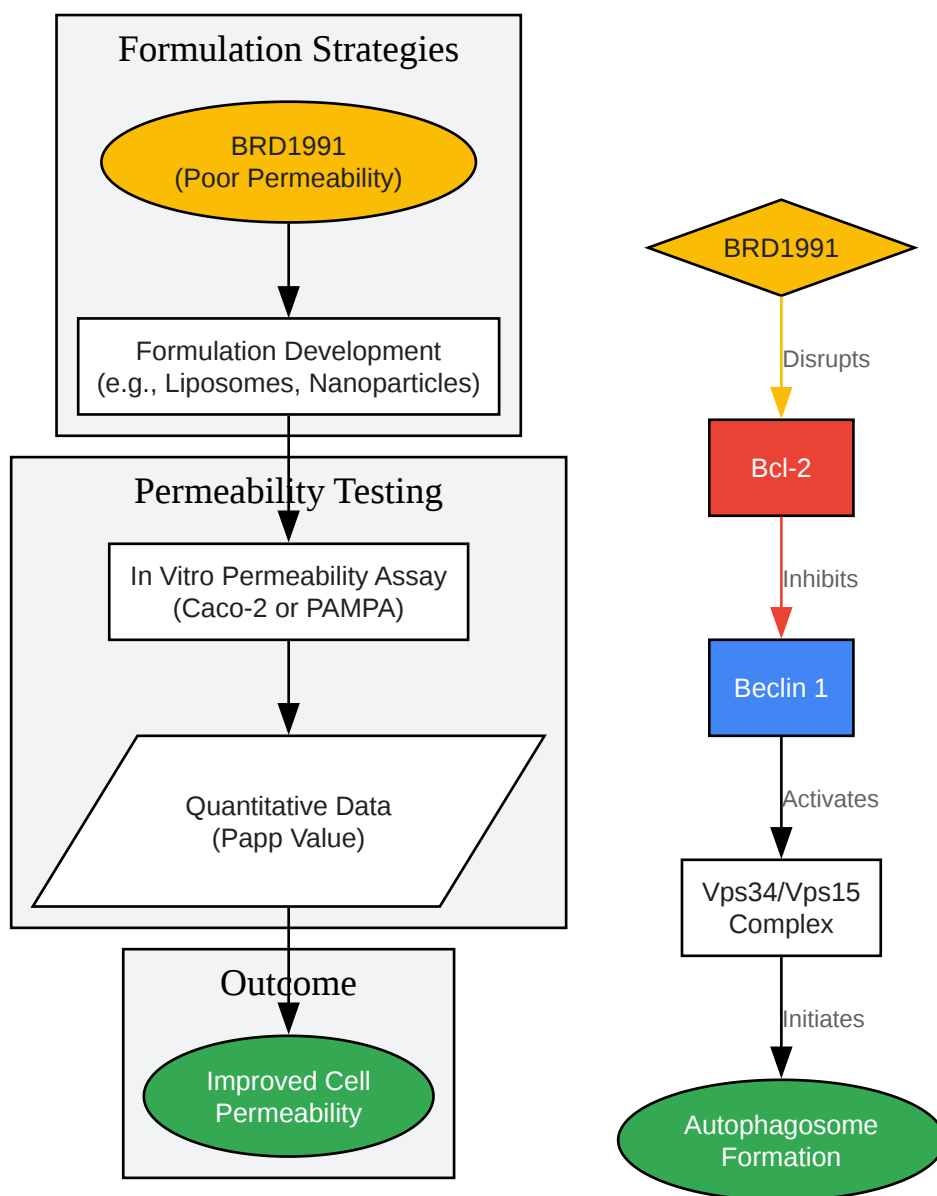 Formulation Strategies
BRD1991
(Poor Permeability)
Formulation Development
(e.g., Liposomes, Nanoparticles)
Permeability Testing
In Vitro Permeability Assay
(Caco-2 or PAMPA)
Quantitative Data
(Papp Value)
Outcome
Improved Cell
Permeability
BRD1991
Disrupts
Bcl-2
Inhibits
Beclin 1
Activates
Vps34/Vps15
Complex
Initiates
Autophagosome
Formation